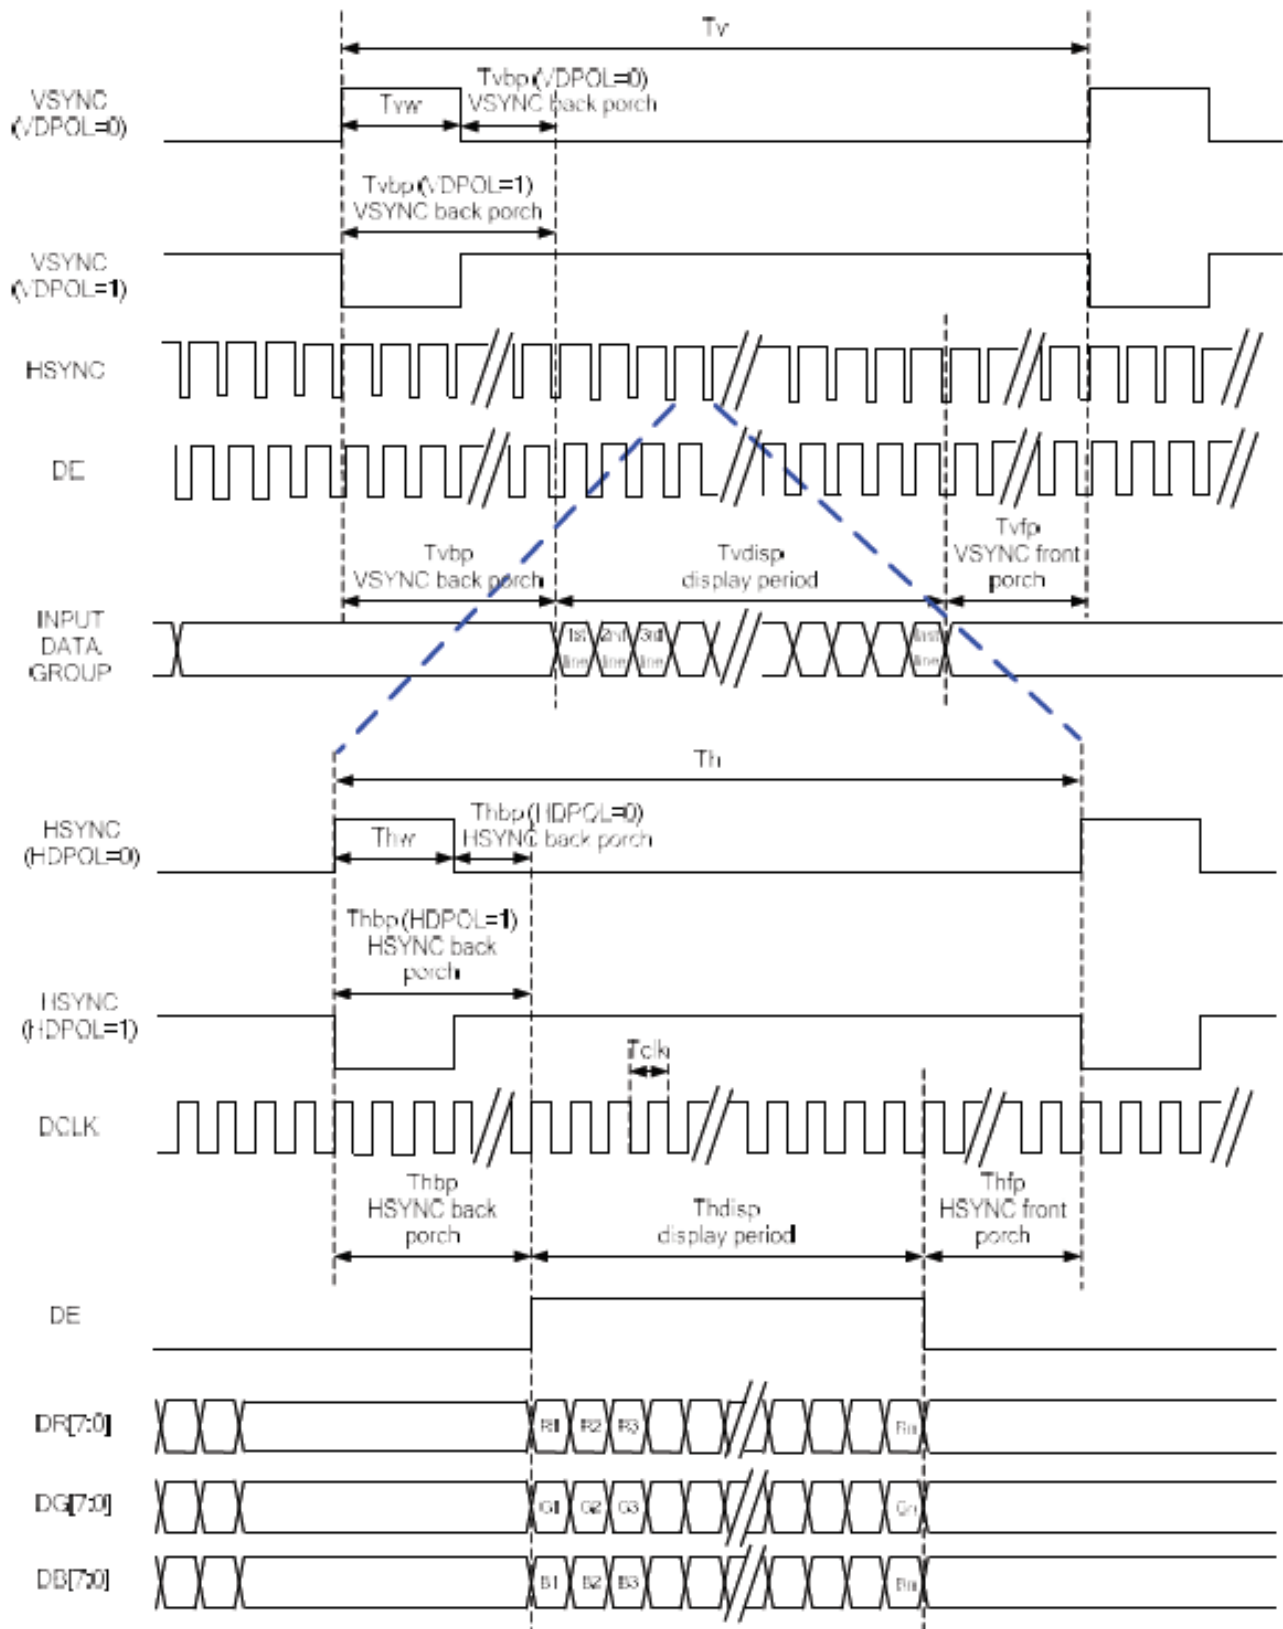 Tv
Tvbp (VDPOL=0)
VSYNC back porch
VSYNC
(VDPOL=0)
Tvw
Tvbp (VDPOL=1)
VSYNC back porch
VSYNC
(VDPOL=1)
HSYNC
DE
Tvbp
VSYNC back porch
Tvdisp
display period
Tvfp
VSYNC front
porch
INPUT
DATA
GROUP
1st
line
2nd
line
3rd
line
last
line
Th
Thbp (HDPOL=0)
HSYNC back porch
HSYNC
(HDPOL=0)
Thw
Thbp (HDPOL=1)
HSYNC back
porch
HSYNC
(HDPOL=1)
Tclk
DCLK
Thbp
HSYNC back
porch
Thdisp
display period
Thfp
HSYNC front
porch
DE
DR[7:0]
R1 R2 R3 Rn
DG[7:0]
G1 G2 G3 Gn
DB[7:0]
B1 B2 B3 Bn